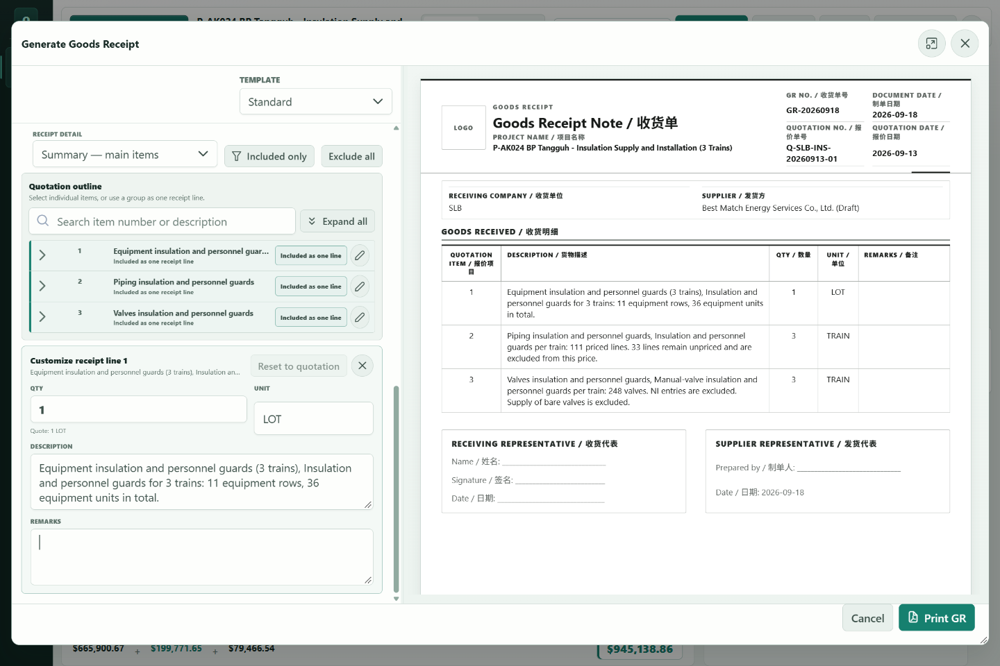 Generate Goods Receipt
TEMPLATE
Standard
RECEIPT DETAIL
Summary — main items
Included only
Exclude all
Quotation outline
Select individual items, or use a group as one receipt line.
Search item number or description
Expand all
1
Equipment insulation and personnel guar...
Included as one receipt line
Included as one line
2
Piping insulation and personnel guards
Included as one receipt line
Included as one line
3
Valves insulation and personnel guards
Included as one receipt line
Included as one line
Customize receipt line 1
Equipment insulation and personnel guards (3 trains), Insulation an...
Reset to quotation
QTY
UNIT
1
LOT
Quote: 1 LOT
DESCRIPTION
Equipment insulation and personnel guards (3 trains), Insulation
and personnel guards for 3 trains: 11 equipment rows, 36
equipment units in total.
REMARKS
LOGO
GOODS RECEIPT
Goods Receipt Note / 收货单
PROJECT NAME / 项目名称
P-AK024 BP Tangguh - Insulation Supply and Installation (3 Trains)
GR NO. / 收货单号
GR-20260918
DOCUMENT DATE /
制单日期
2026-09-18
QUOTATION NO. / 报
价单号
Q-SLB-INS-
20260913-01
QUOTATION DATE /
报价日期
2026-09-13
RECEIVING COMPANY / 收货单位
SLB
SUPPLIER / 发货方
Best Match Energy Services Co., Ltd. (Draft)
GOODS RECEIVED / 收货明细
QUOTATION
ITEM / 报价项
目
DESCRIPTION / 货物描述
QTY / 数量
UNIT /
单位
REMARKS / 备注
1
Equipment insulation and personnel guards (3 trains), Insulation and
personnel guards for 3 trains: 11 equipment rows, 36 equipment units
in total.
1
LOT
2
Piping insulation and personnel guards, Insulation and personnel
guards per train: 111 priced lines. 33 lines remain unpriced and are
excluded from this price.
3
TRAIN
3
Valves insulation and personnel guards, Manual-valve insulation and
personnel guards per train: 248 valves. NI entries are excluded.
Supply of bare valves is excluded.
3
TRAIN
RECEIVING REPRESENTATIVE / 收货代表
Name / 姓名:
Signature / 签名:
Date / 日期:
SUPPLIER REPRESENTATIVE / 发货代表
Prepared by / 制单人:
Date / 日期: 2026-09-18
Cancel
Print GR
$665,900.67 + $199,771.65 + $79,466.54
$945,138.86